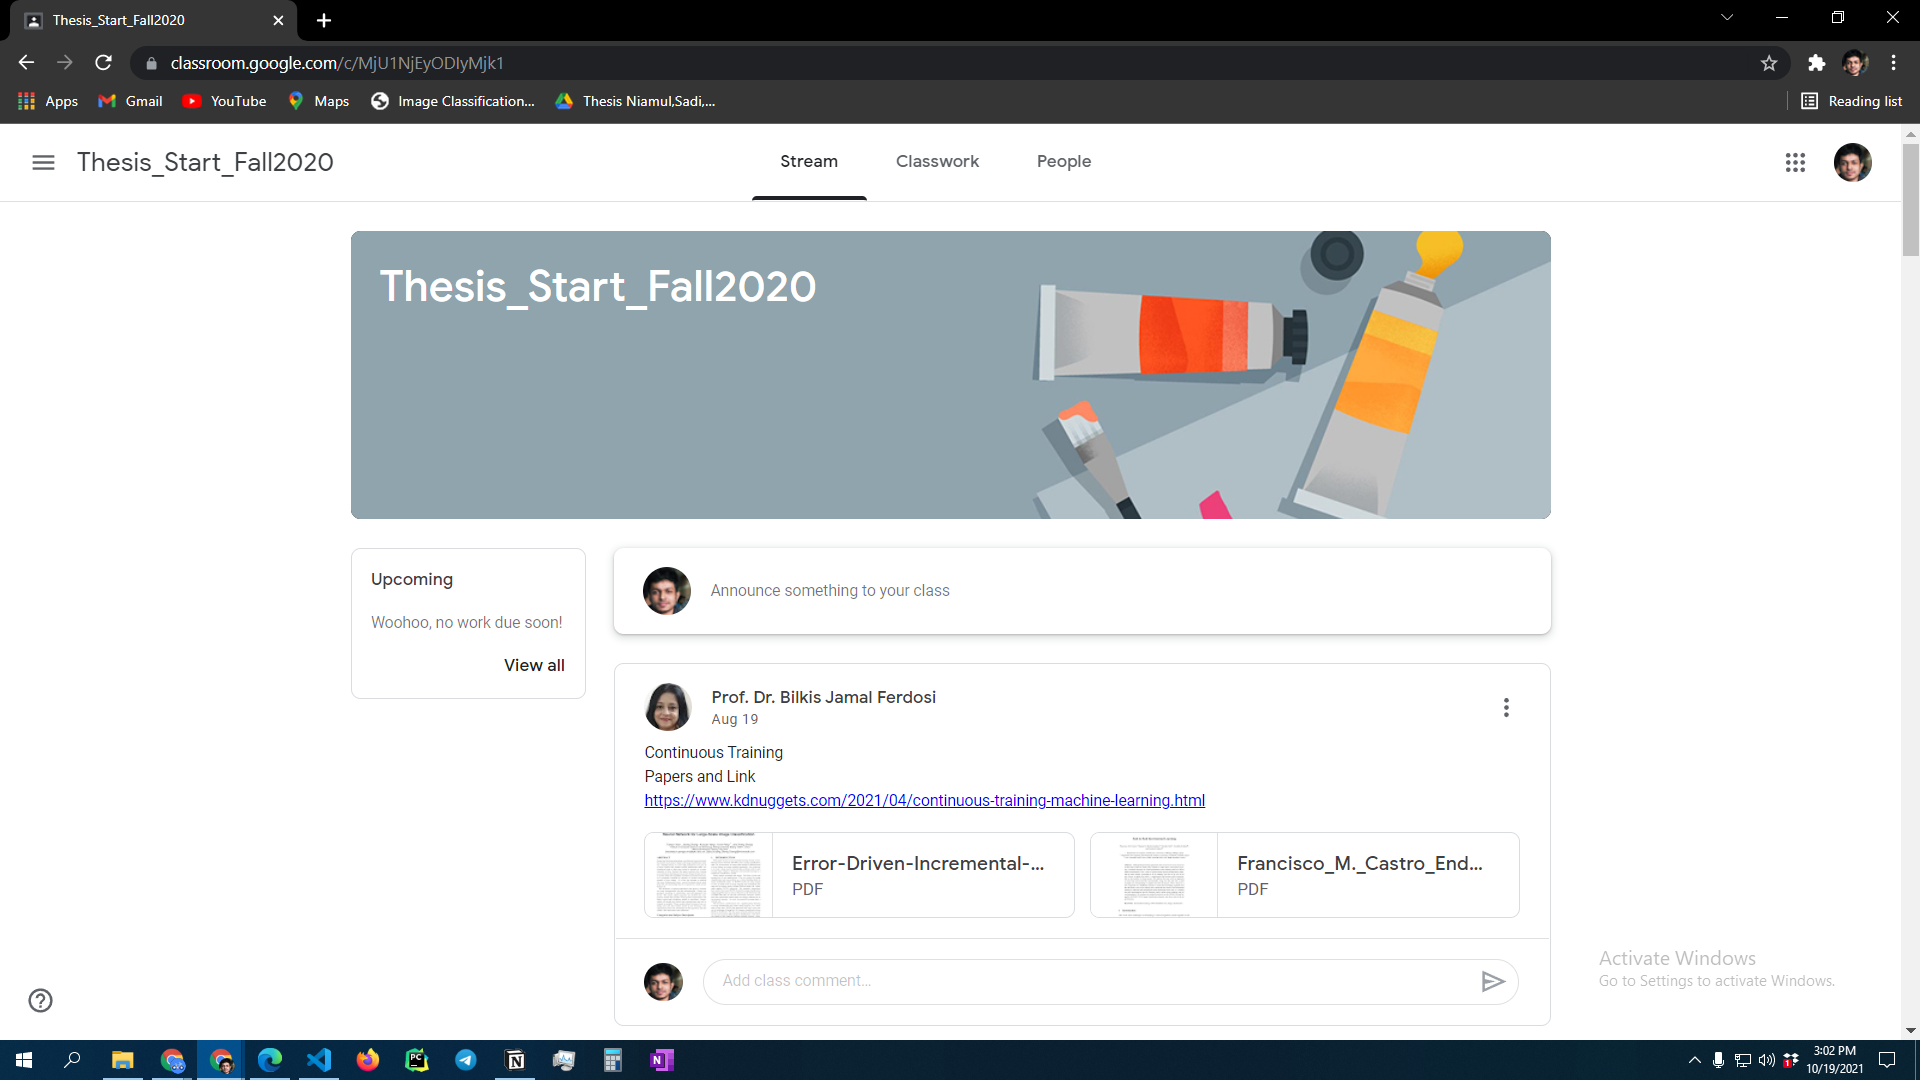 Thesis_Start_Fall2020
classroom.google.com/c/MjU1NjEyODIyMjk1
Apps
Gmail
YouTube
Maps
Image Classification...
Thesis Niamul,Sadi,...
Reading list
Thesis_Start_Fall2020
Stream
Classwork
People
Thesis_Start_Fall2020
Upcoming
Woohoo, no work due soon!
View all
Announce something to your class
Prof. Dr. Bilkis Jamal Ferdosi
Aug 19
Continuous Training
Papers and Link
https://www.kdnuggets.com/2021/04/continuous-training-machine-learning.html
Error-Driven-Incremental-...
PDF
Francisco_M._Castro_End...
PDF
Add class comment...
Activate Windows
Go to Settings to activate Windows.
3:02 PM
10/19/2021